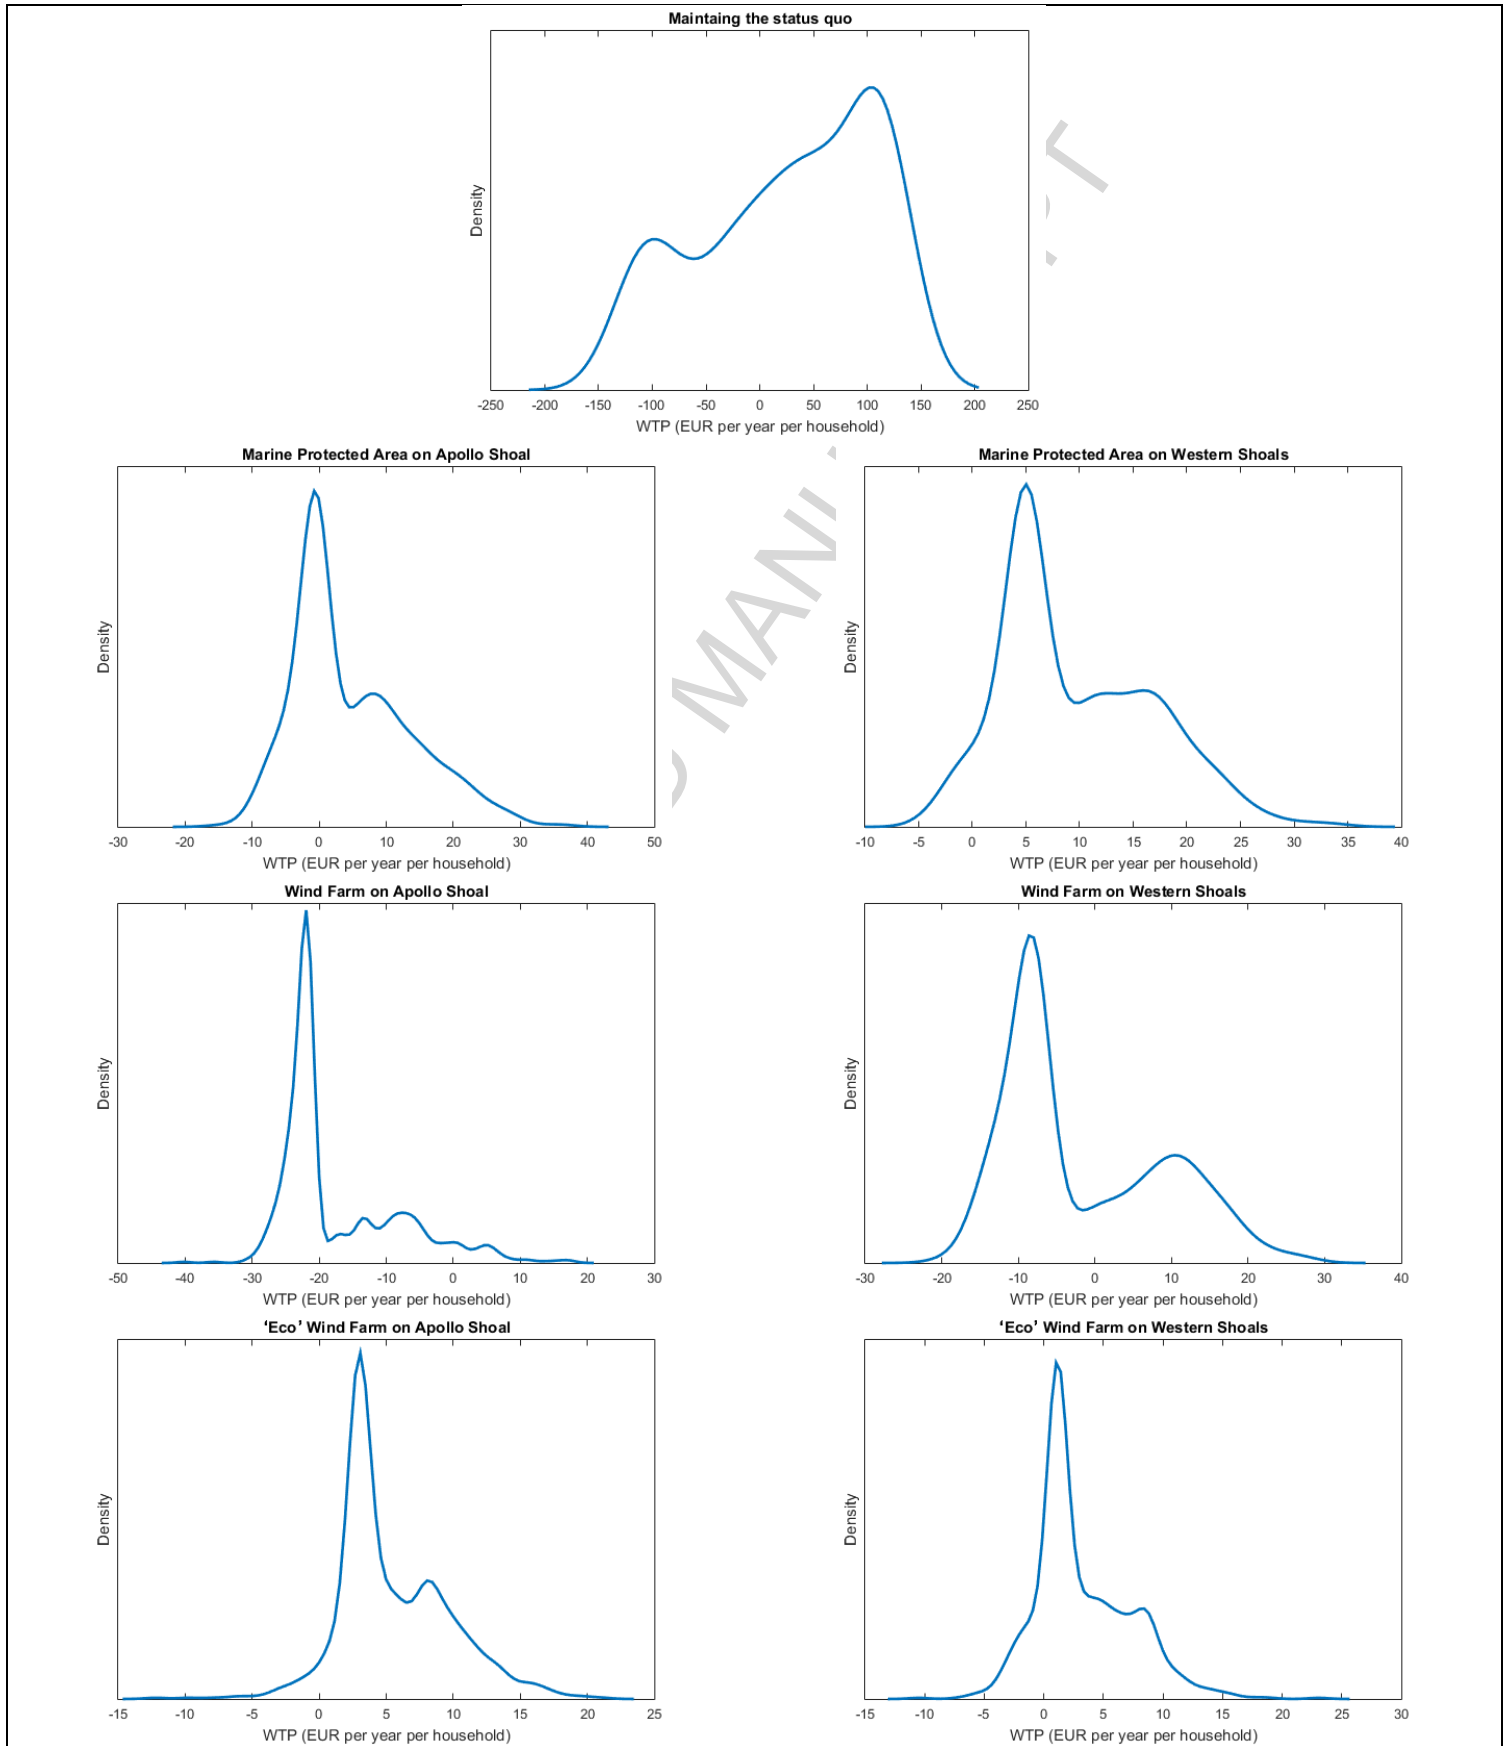 Maintaing the status quo
Density
-250 -200 -150 -100 -50 0 50 100 150 200 250
WTP (EUR per year per household)
Marine Protected Area on Apollo Shoal
Density
-30 -20 -10 0 10 20 30 40 50
WTP (EUR per year per household)
Marine Protected Area on Western Shoals
Density
-10 -5 0 5 10 15 20 25 30 35 40
WTP (EUR per year per household)
Wind Farm on Apollo Shoal
Density
-50 -40 -30 -20 -10 0 10 20 30
WTP (EUR per year per household)
Wind Farm on Western Shoals
Density
-30 -20 -10 0 10 20 30 40
WTP (EUR per year per household)
‘Eco’ Wind Farm on Apollo Shoal
Density
-15 -10 -5 0 5 10 15 20 25
WTP (EUR per year per household)
‘Eco’ Wind Farm on Western Shoals
Density
-15 -10 -5 0 5 10 15 20 25 30
WTP (EUR per year per household)